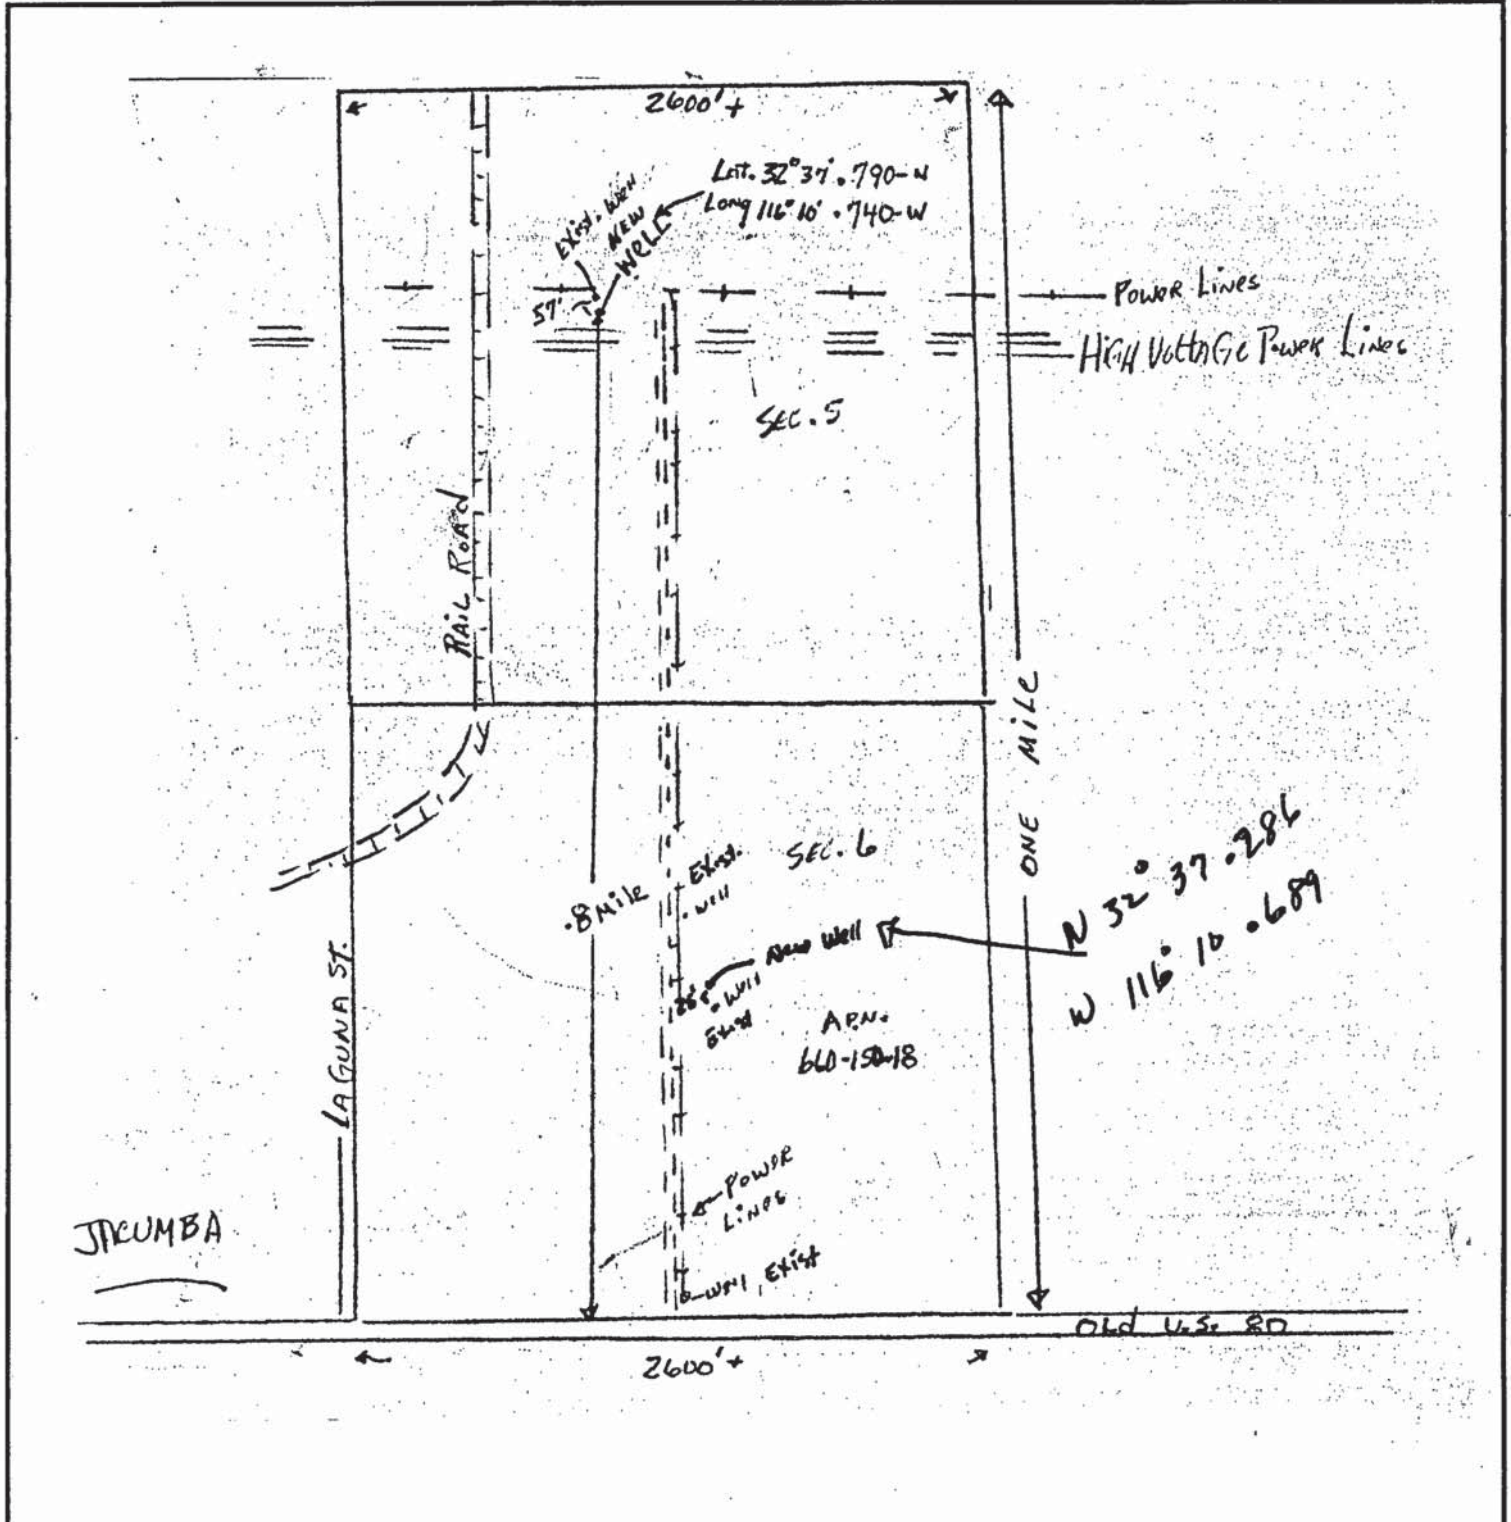 2600'+
Lat. 32° 37' .790-N
Long 116° 10' .740-W
Exist. Well
NEW
WELL
57'
Power Lines
HIGH VOLTAGE Power Lines
SEC. 5
RAIL ROAD
ONE MILE
SEC. 6
.8 Mile
Exist.
well
N 32° 37 .286
W 116° 10 .689
New Well
Well
Exist
A.P.N.
660-150-18
LAGUNA ST.
POWER
LINES
JACUMBA
Well, Exist
OLD U.S. 80
2600'+